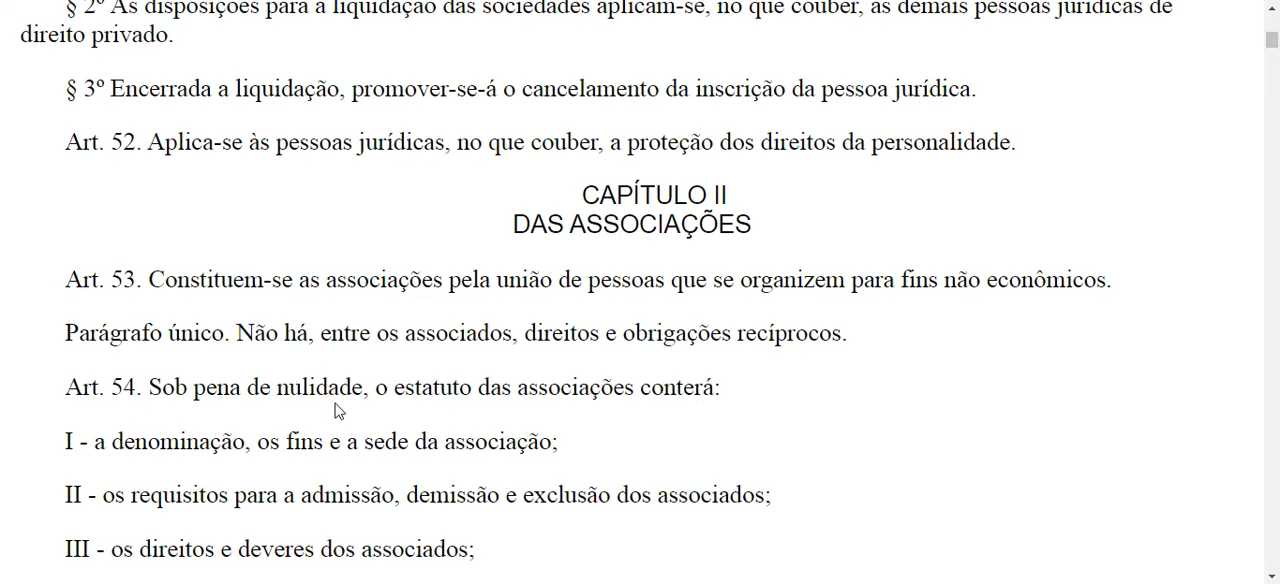 § 2º As disposições para a liquidação das sociedades aplicam-se, no que couber, às demais pessoas jurídicas de
direito privado.
§ 3º Encerrada a liquidação, promover-se-á o cancelamento da inscrição da pessoa jurídica.
Art. 52. Aplica-se às pessoas jurídicas, no que couber, a proteção dos direitos da personalidade.
CAPÍTULO II
DAS ASSOCIAÇÕES
Art. 53. Constituem-se as associações pela união de pessoas que se organizem para fins não econômicos.
Parágrafo único. Não há, entre os associados, direitos e obrigações recíprocos.
Art. 54. Sob pena de nulidade, o estatuto das associações conterá:
I - a denominação, os fins e a sede da associação;
II - os requisitos para a admissão, demissão e exclusão dos associados;
III - os direitos e deveres dos associados;